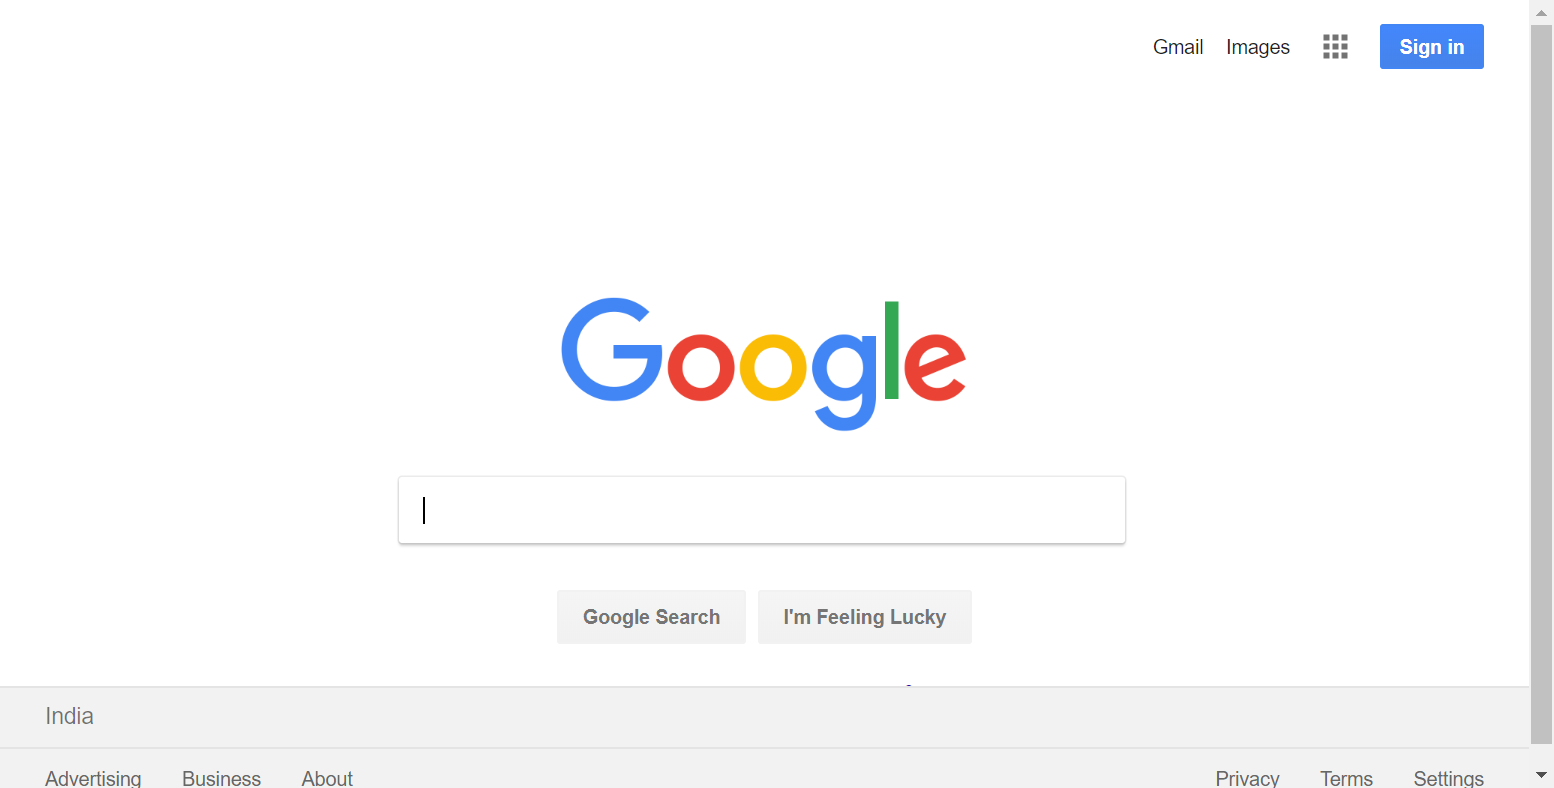 Gmail Images Sign in
Google
Google Search I'm Feeling Lucky
India
Advertising Business About Privacy Terms Settings